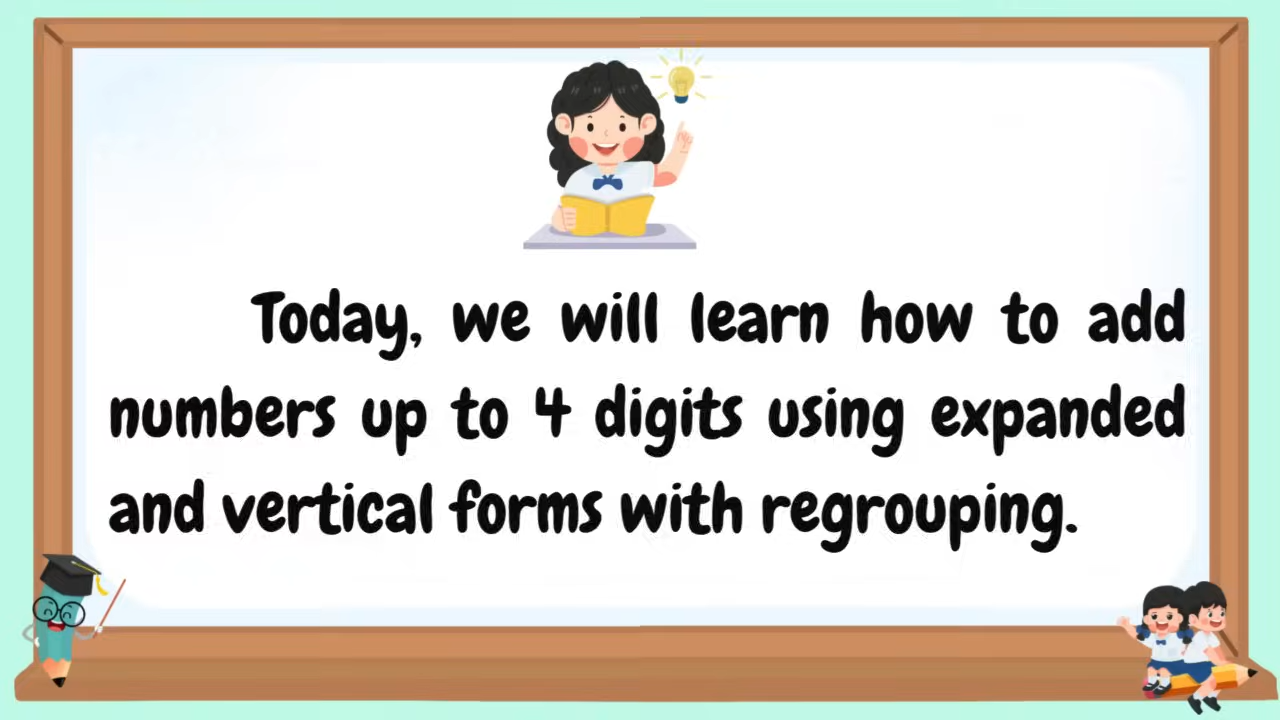 Today, we will learn how to add
numbers up to 4 digits using expanded
and vertical forms with regrouping.